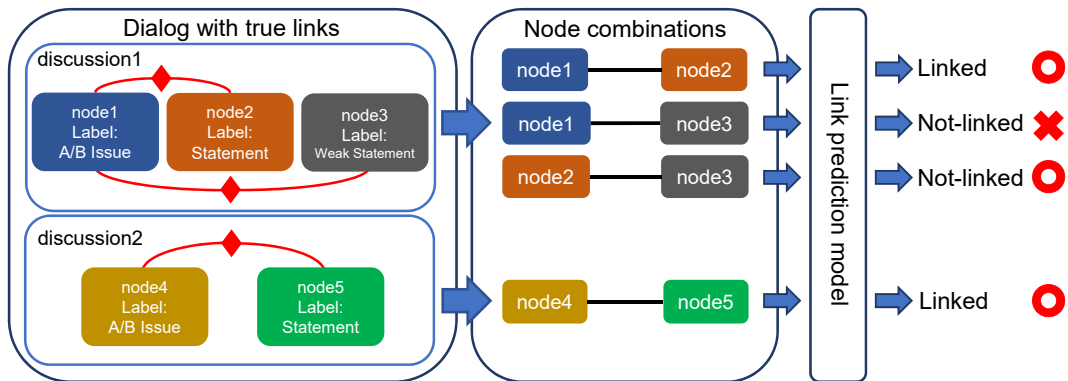 Dialog with true links
discussion1
node1
Label:
A/B Issue
node2
Label:
Statement
node3
Label:
Weak Statement
discussion2
node4
Label:
A/B Issue
node5
Label:
Statement
Node combinations
node1
node2
node1
node3
node2
node3
node4
node5
Link prediction model
Linked
Not-linked
Not-linked
Linked